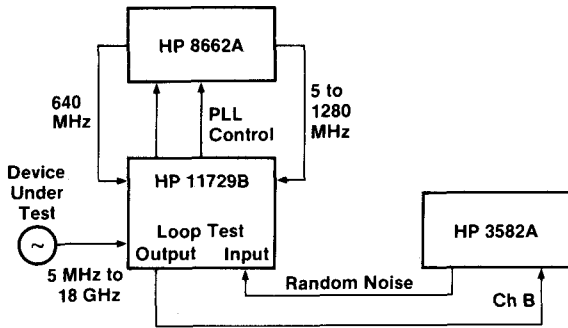 HP 8662A
640
MHz
PLL
Control
5 to
1280
MHz
Device
Under
Test
~
5 MHz to
18 GHz
HP 11729B
Loop Test
Output Input
HP 3582A
Random Noise
Ch B